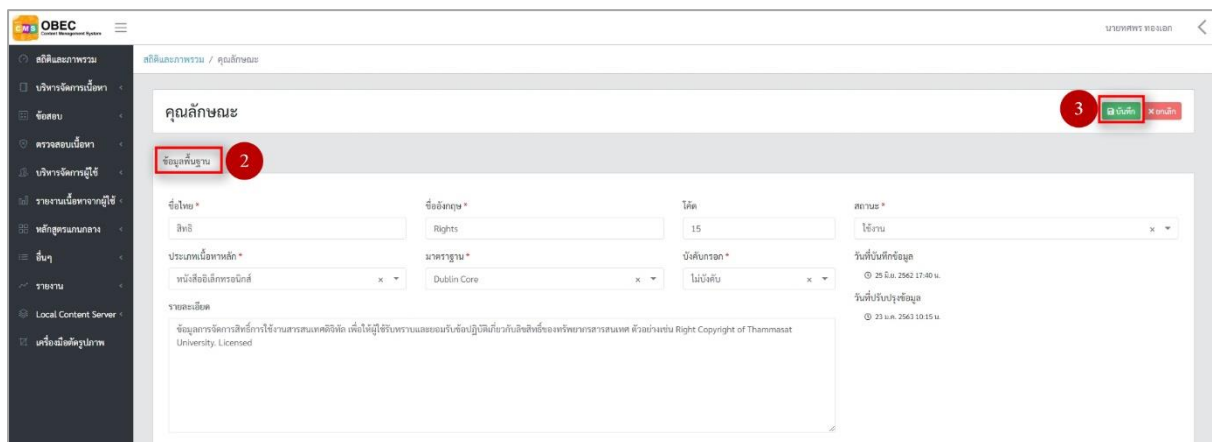 CMS OBEC
Content Management System
นายทศพร ทองเอก
สถิติและภาพรวม
บริหารจัดการเนื้อหา
ข้อสอบ
ตรวจสอบเนื้อหา
บริหารจัดการผู้ใช้
รายงานเนื้อหาจากผู้ใช้
หลักสูตรแกนกลาง
อื่นๆ
รายงาน
Local Content Server
เครื่องมือตัดรูปภาพ
สถิติและภาพรวม / คุณลักษณะ
คุณลักษณะ
3
บันทึก
ยกเลิก
ข้อมูลพื้นฐาน
2
ชื่อไทย * ชื่ออังกฤษ * โค้ด สถานะ *
สิทธิ Rights 15 ใช้งาน
ประเภทเนื้อหาหลัก * มาตราฐาน * บังคับกรอก * วันที่บันทึกข้อมูล
หนังสืออิเล็กทรอนิกส์ Dublin Core ไม่บังคับ 25 มิ.ย. 2562 17:40 น.
วันที่ปรับปรุงข้อมูล
23 ม.ค. 2563 10:15 น.
รายละเอียด
ข้อมูลการจัดการสิทธิ์การใช้งานสารสนเทศดิจิทัล เพื่อให้ผู้ใช้รับทราบและยอมรับข้อปฏิบัติเกี่ยวกับลิขสิทธิ์ของทรัพยากรสารสนเทศ ตัวอย่างเช่น Right Copyright of Thammasat
University. Licensed